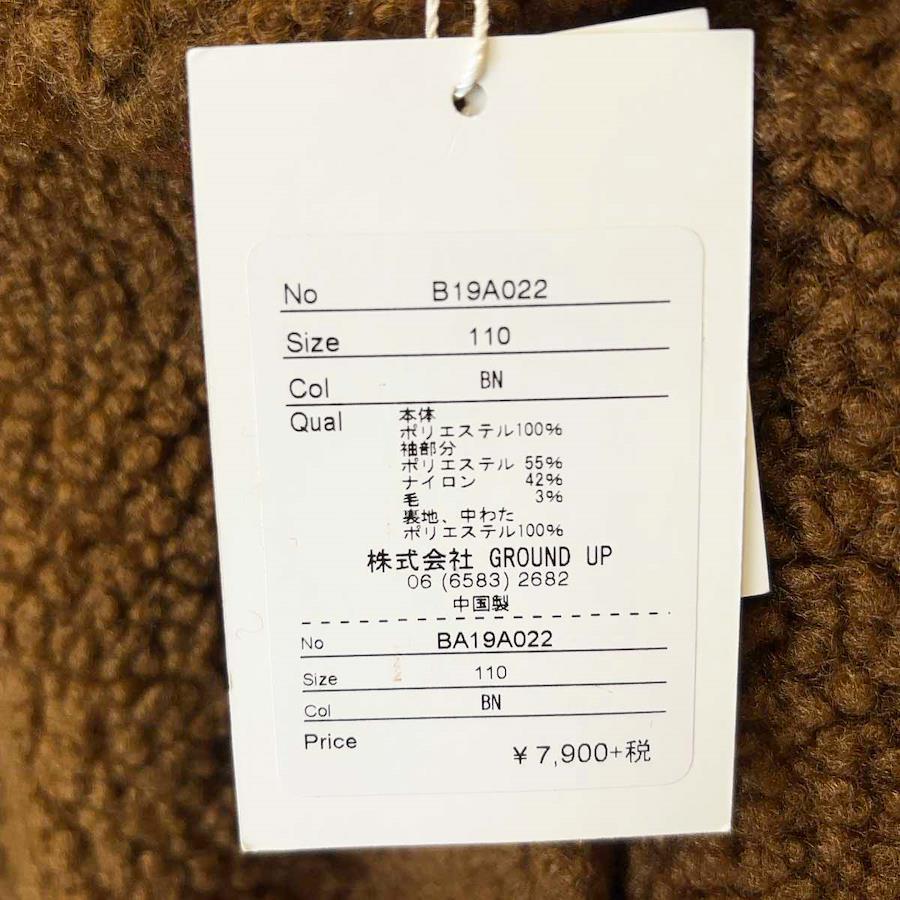 No B19A022
Size 110
Col BN
Qual 本体
ポリエステル100%
袖部分
ポリエステル 55%
ナイロン 42%
毛 3%
裏地、中わた
ポリエステル100%
株式会社 GROUND UP
06 (6583) 2682
中国製
No BA19A022
Size 110
Col BN
Price ¥7,900+税